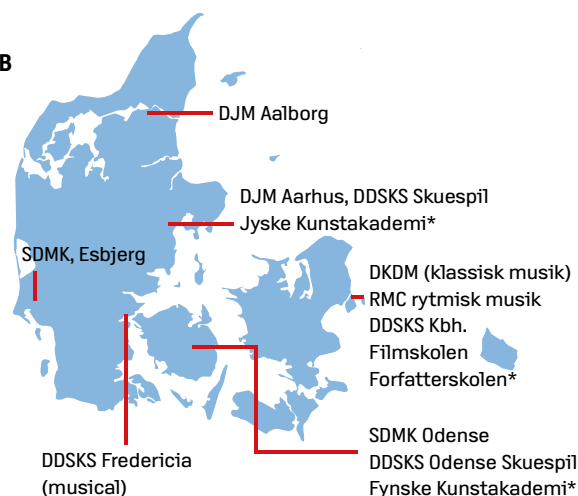 B
DJM Aalborg
DJM Aarhus, DDSKS Skuespil
Jyske Kunstakademi*
SDMK, Esbjerg
DKDM (klassisk musik)
RMC rytmisk musik
DDSKS Kbh.
Filmskolen
Forfatterskolen*
SDMK Odense
DDSKS Odense Skuespil
Fynske Kunstakademi*
DDSKS Fredericia
(musical)